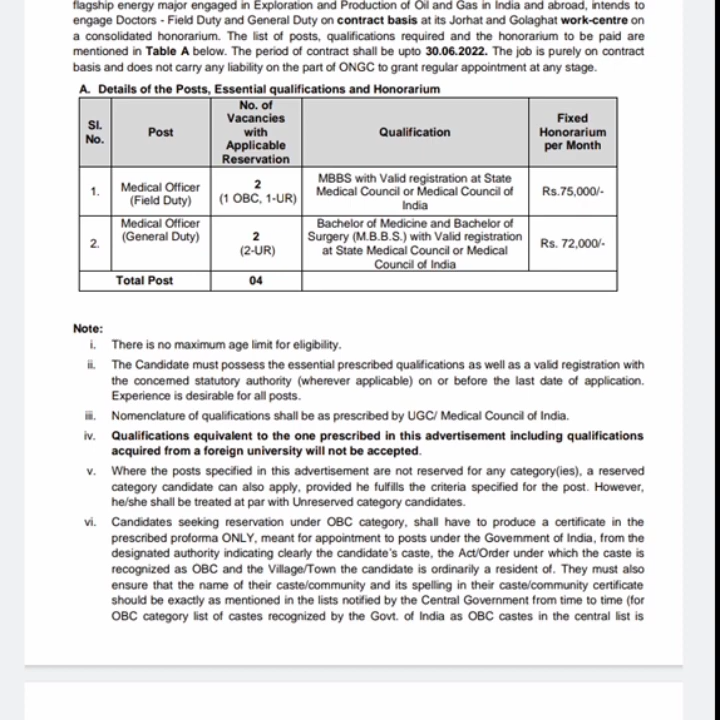 flagship energy major engaged in Exploration and Production of Oil and Gas in India and abroad, intends to
engage Doctors - Field Duty and General Duty on contract basis at its Jorhat and Golaghat work-centre on
a consolidated honorarium. The list of posts, qualifications required and the honorarium to be paid are
mentioned in Table A below. The period of contract shall be upto 30.06.2022. The job is purely on contract
basis and does not carry any liability on the part of ONGC to grant regular appointment at any stage.
A. Details of the Posts, Essential qualifications and Honorarium
Sl. No.
Post
No. of Vacancies with Applicable Reservation
Qualification
Fixed Honorarium per Month
1.
Medical Officer
(Field Duty)
2
(1 OBC, 1-UR)
MBBS with Valid registration at State
Medical Council or Medical Council of
India
Rs.75,000/-
2.
Medical Officer
(General Duty)
2
(2-UR)
Bachelor of Medicine and Bachelor of
Surgery (M.B.B.S.) with Valid registration
at State Medical Council or Medical
Council of India
Rs. 72,000/-
Total Post
04
Note:
i. There is no maximum age limit for eligibility.
ii. The Candidate must possess the essential prescribed qualifications as well as a valid registration with
the concerned statutory authority (wherever applicable) on or before the last date of application.
Experience is desirable for all posts.
iii. Nomenclature of qualifications shall be as prescribed by UGC/ Medical Council of India.
iv. Qualifications equivalent to the one prescribed in this advertisement including qualifications
acquired from a foreign university will not be accepted.
v. Where the posts specified in this advertisement are not reserved for any category(ies), a reserved
category candidate can also apply, provided he fulfills the criteria specified for the post. However,
he/she shall be treated at par with Unreserved category candidates.
vi. Candidates seeking reservation under OBC category, shall have to produce a certificate in the
prescribed proforma ONLY, meant for appointment to posts under the Government of India, from the
designated authority indicating clearly the candidate's caste, the Act/Order under which the caste is
recognized as OBC and the Village/Town the candidate is ordinarily a resident of. They must also
ensure that the name of their caste/community and its spelling in their caste/community certificate
should be exactly as mentioned in the lists notified by the Central Government from time to time (for
OBC category list of castes recognized by the Govt. of India as OBC castes in the central list is